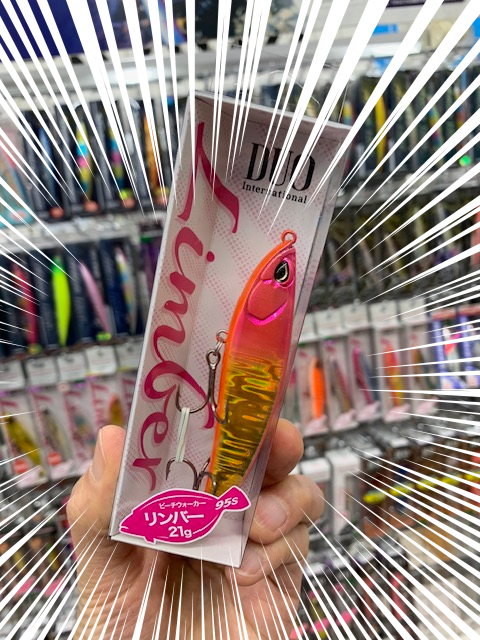 DUO
International
Limber
ビーチウォーカー
リンバー 95S
21g